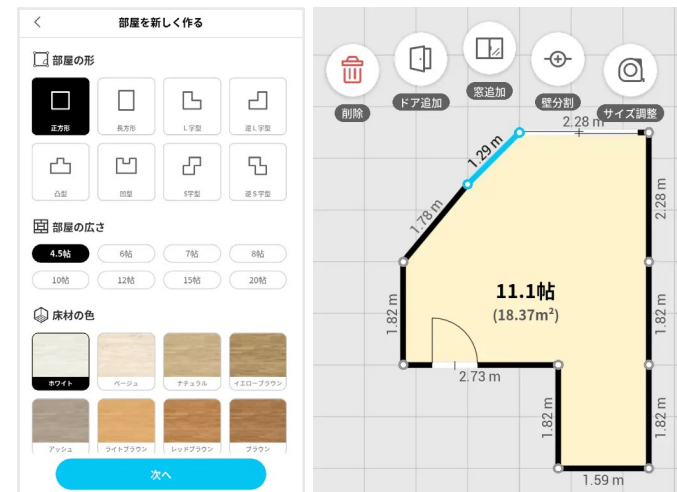 部屋を新しく作る
部屋の形
正方形
長方形
L字型
逆L字型
凸型
凹型
S字型
逆S字型
部屋の広さ
4.5帖
6帖
7帖
8帖
10帖
12帖
15帖
20帖
床材の色
ホワイト
ベージュ
ナチュラル
イエローブラウン
アッシュ
ライトブラウン
レッドブラウン
ブラウン
次へ
削除
ドア追加
窓追加
壁分割
サイズ調整
2.28 m
1.29 m
1.78 m
2.28 m
11.1帖
(18.37m²)
1.82 m
1.82 m
2.73 m
1.82 m
1.82 m
1.59 m